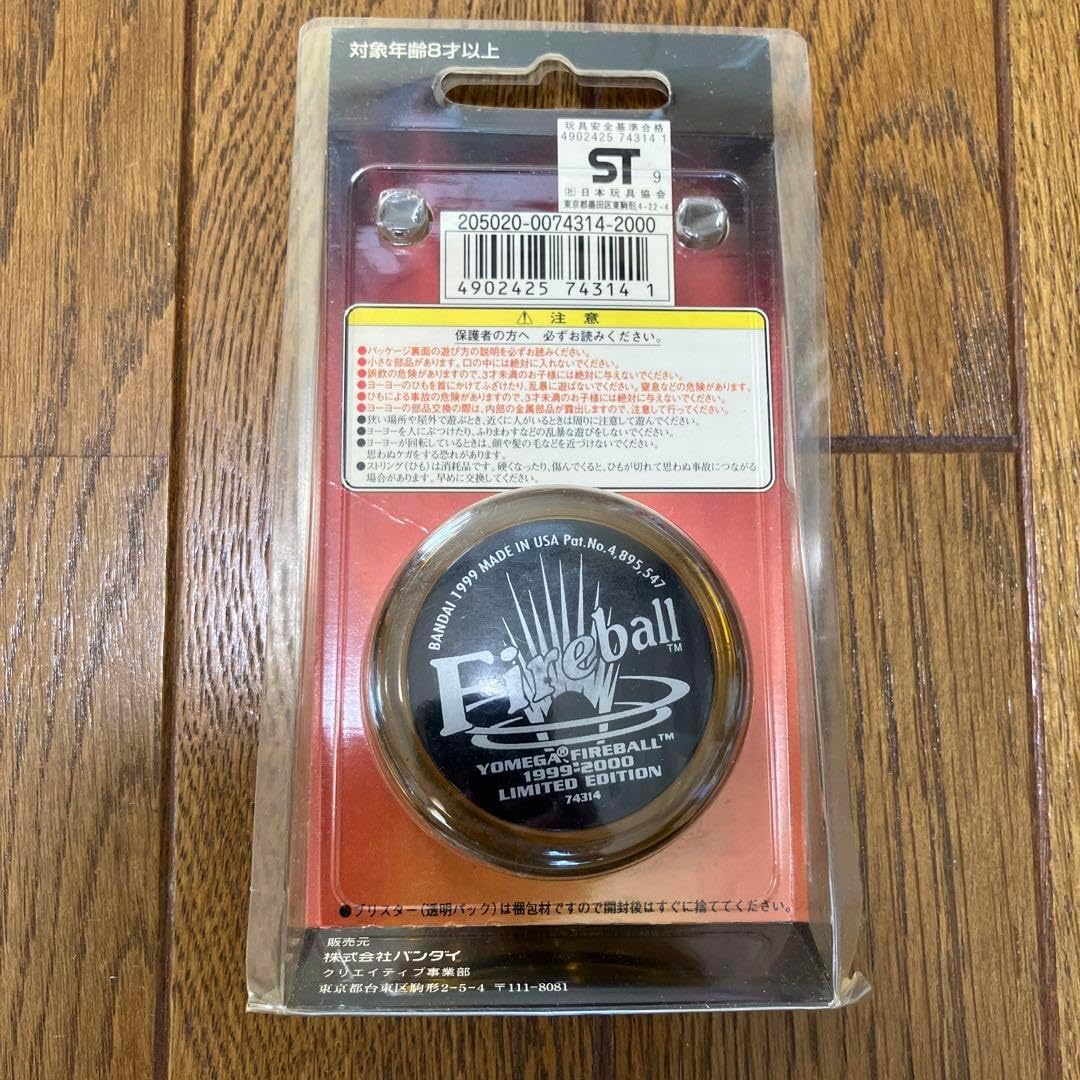 対象年齢8才以上
玩具安全基準合格
4902425 74314 1
ST 9
(社)日本玩具協会
東京都墨田区東駒形4-22-4
205020-0074314-2000
4902425 74314 1
⚠ 注意
保護者の方へ 必ずお読みください。
●パッケージ裏面の遊び方の説明を必ずお読みください。
●小さな部品があります。口の中には絶対に入れないでください。
●誤飲の危険がありますので、3才未満のお子様には絶対に与えないでください。
●ヨーヨーのひもを首にかけてふざけたり、乱暴に遊ばないでください。窒息などの危険があります。
●ひもによる事故の危険がありますので、3才未満のお子様には絶対に与えないでください。
●ヨーヨーの部品交換の際は、内部の金属部品が露出しますので、注意して行ってください。
●狭い場所や屋外で遊ぶとき、近くに人がいるときは周りに注意して遊んでください。
●ヨーヨーを人にぶつけたり、ふりまわすなどの乱暴な遊びをしないでください。
●ヨーヨーが回転しているときは、顔や髪の毛などを近づけないでください。
思わぬケガをする恐れがあります。
●ストリング(ひも)は消耗品です。硬くなったり、傷んでくると、ひもが切れて思わぬ事故につながる
場合があります。早めに交換してください。
BANDAI 1999 MADE IN USA Pat.No.4,895,547
Fireball™
YOMEGA® FIREBALL™
1999-2000
LIMITED EDITION
74314
●ブリスター(透明パック)は梱包材ですので開封後はすぐに捨ててください。
販売元
株式会社バンダイ
クリエイティブ事業部
東京都台東区駒形2-5-4 〒111-8081